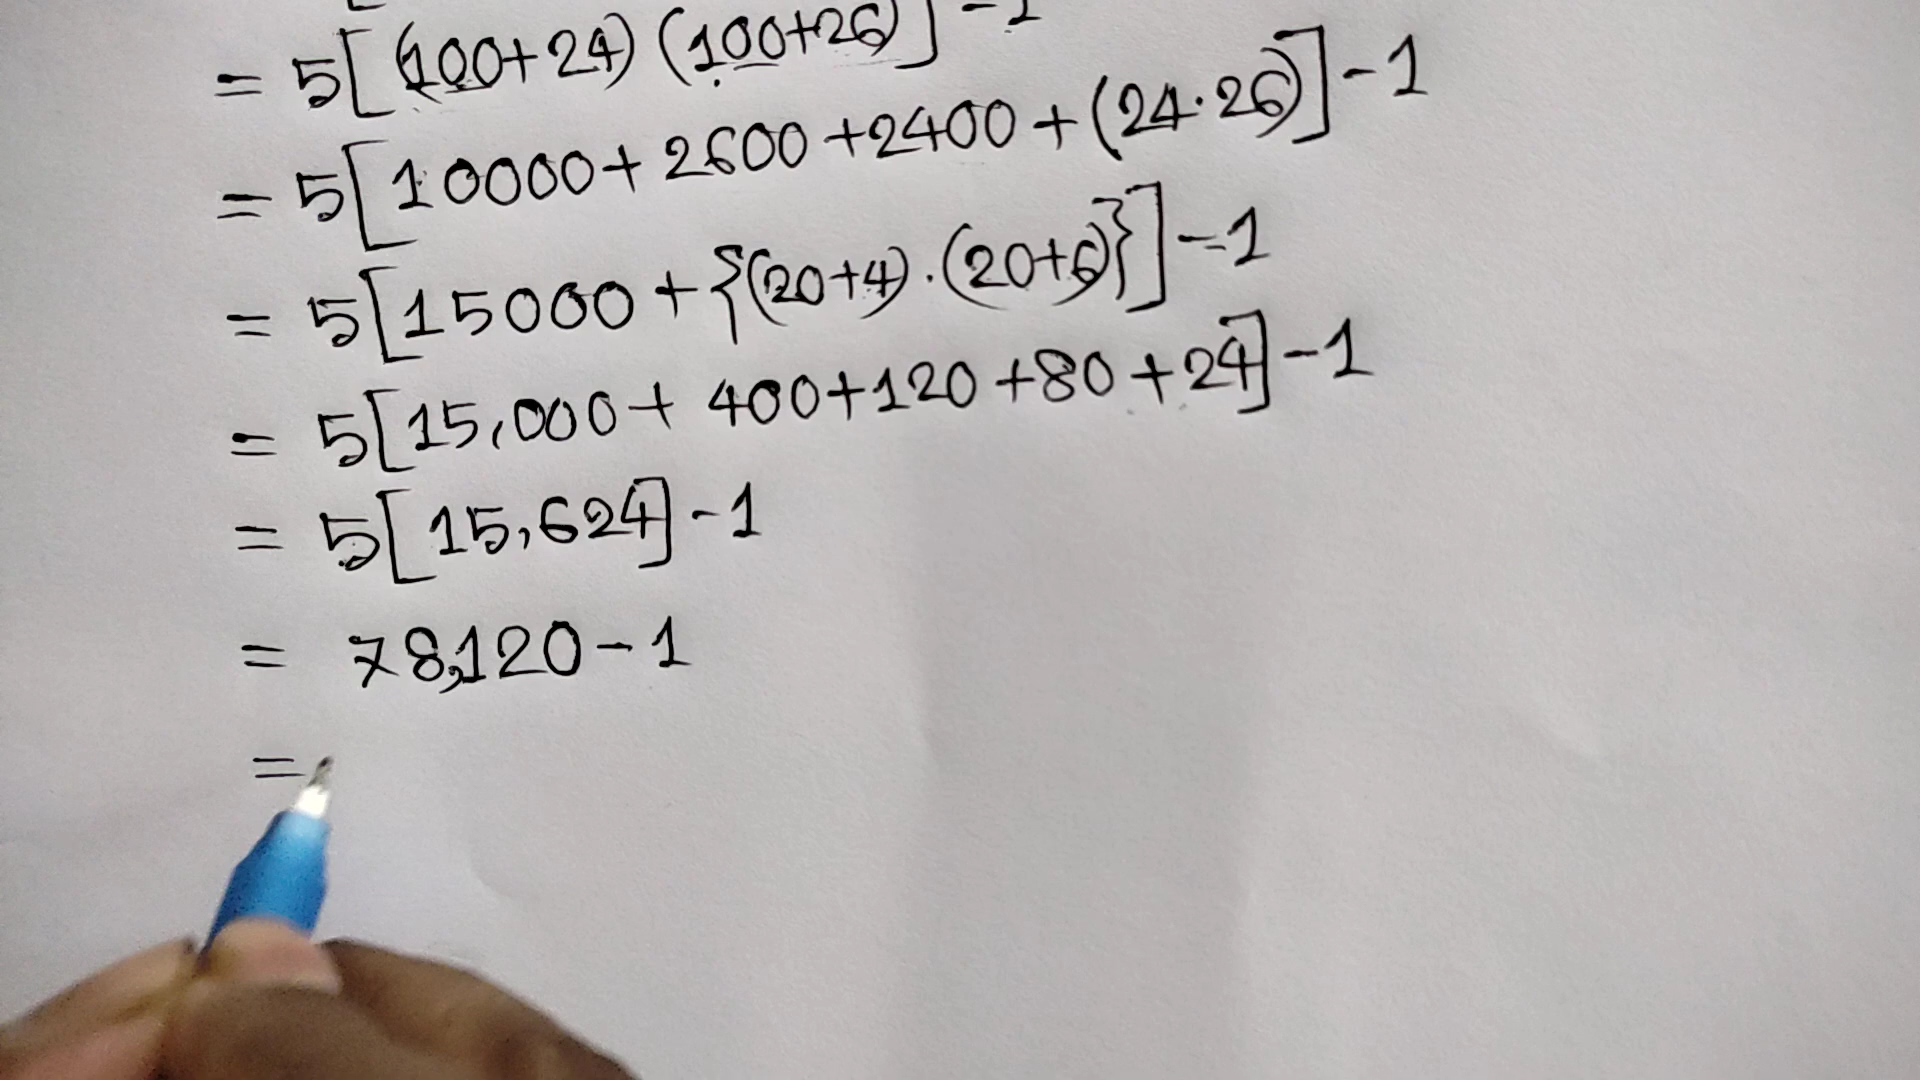 = 5[(100+24) (100+26)] -1
= 5[10000+ 2600 +2400 + (24·26)] -1
= 5[15000 + {(20+4).(20+6)}] -1
= 5[15,000 + 400+120 +80 +24] -1
= 5[15,624] -1
= 78,120 - 1
=